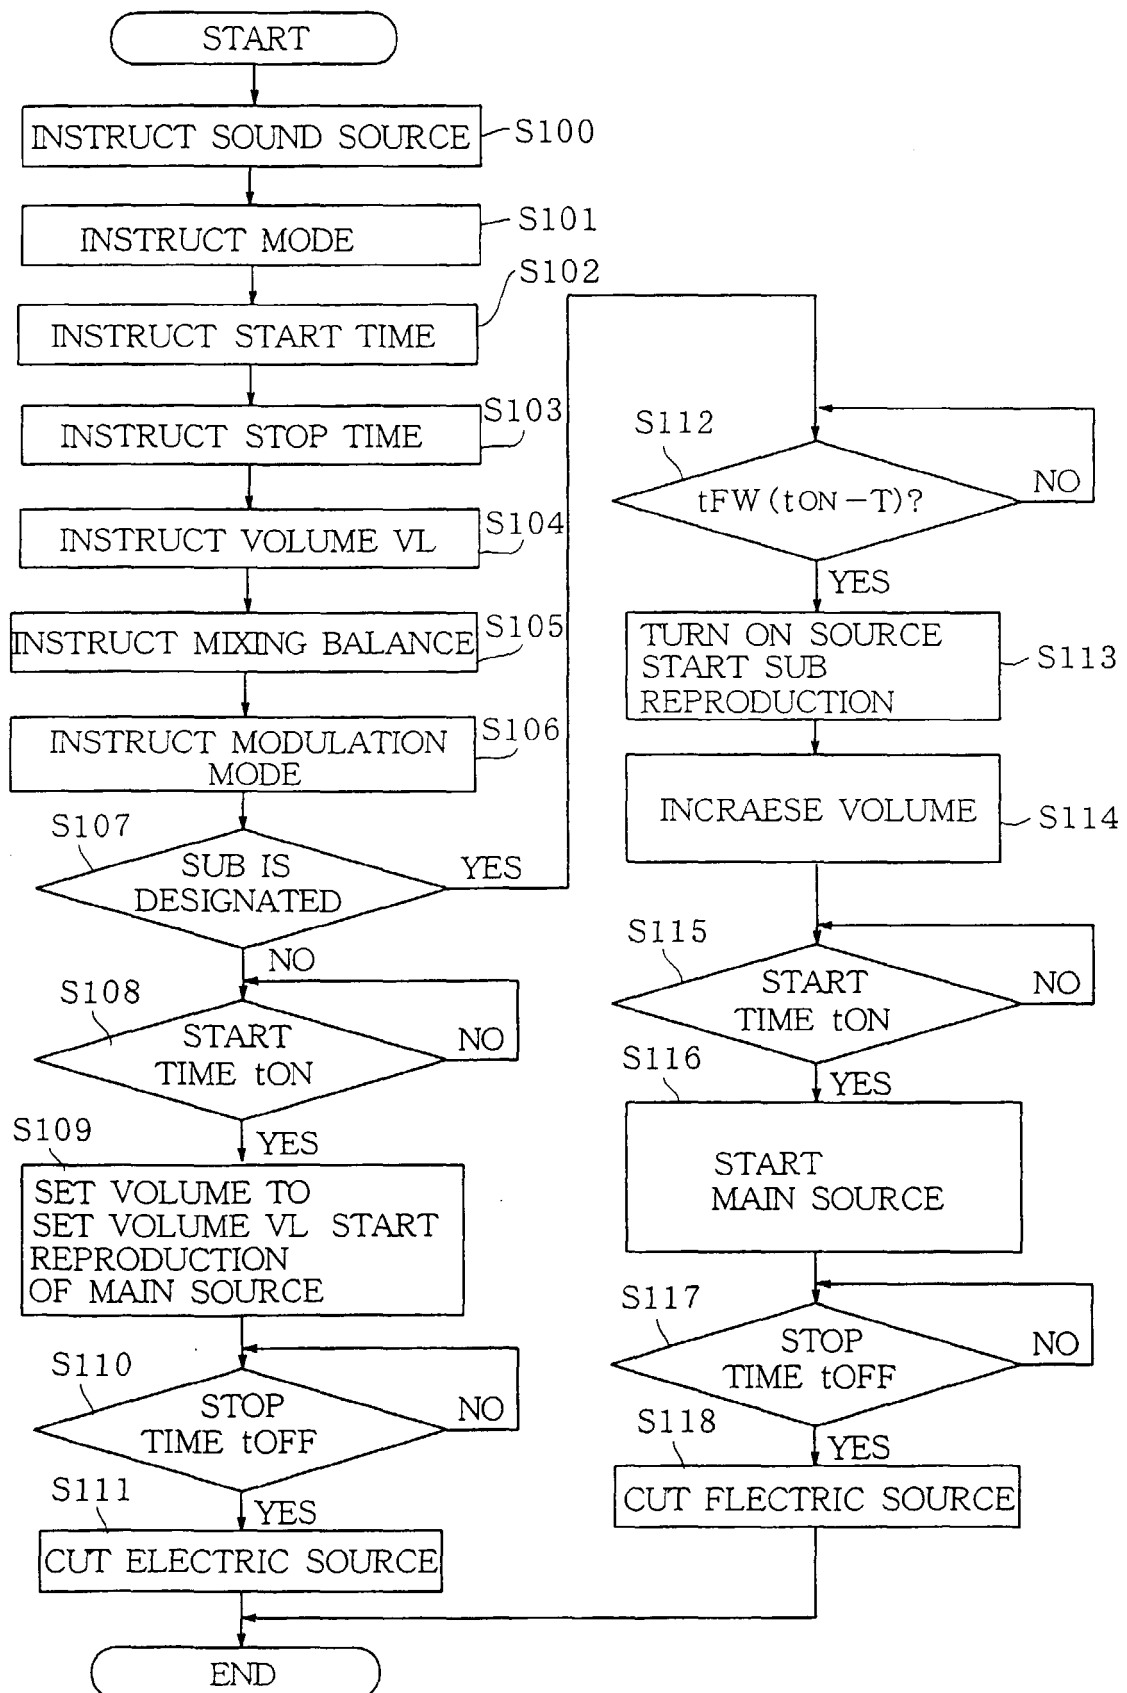 START
INSTRUCT SOUND SOURCE
S100
INSTRUCT MODE
S101
INSTRUCT START TIME
S102
INSTRUCT STOP TIME
S103
INSTRUCT VOLUME VL
S104
INSTRUCT MIXING BALANCE
S105
INSTRUCT MODULATION
MODE
S106
S107
SUB IS
DESIGNATED
YES
NO
S108
START
TIME tON
NO
YES
S109
SET VOLUME TO
SET VOLUME VL START
REPRODUCTION
OF MAIN SOURCE
S110
STOP
TIME tOFF
NO
YES
S111
CUT ELECTRIC SOURCE
S112
tFW (tON-T)?
NO
YES
TURN ON SOURCE
START SUB
REPRODUCTION
S113
INCRAESE VOLUME
S114
S115
START
TIME tON
NO
YES
S116
START
MAIN SOURCE
S117
STOP
TIME tOFF
NO
YES
S118
CUT FLECTRIC SOURCE
END